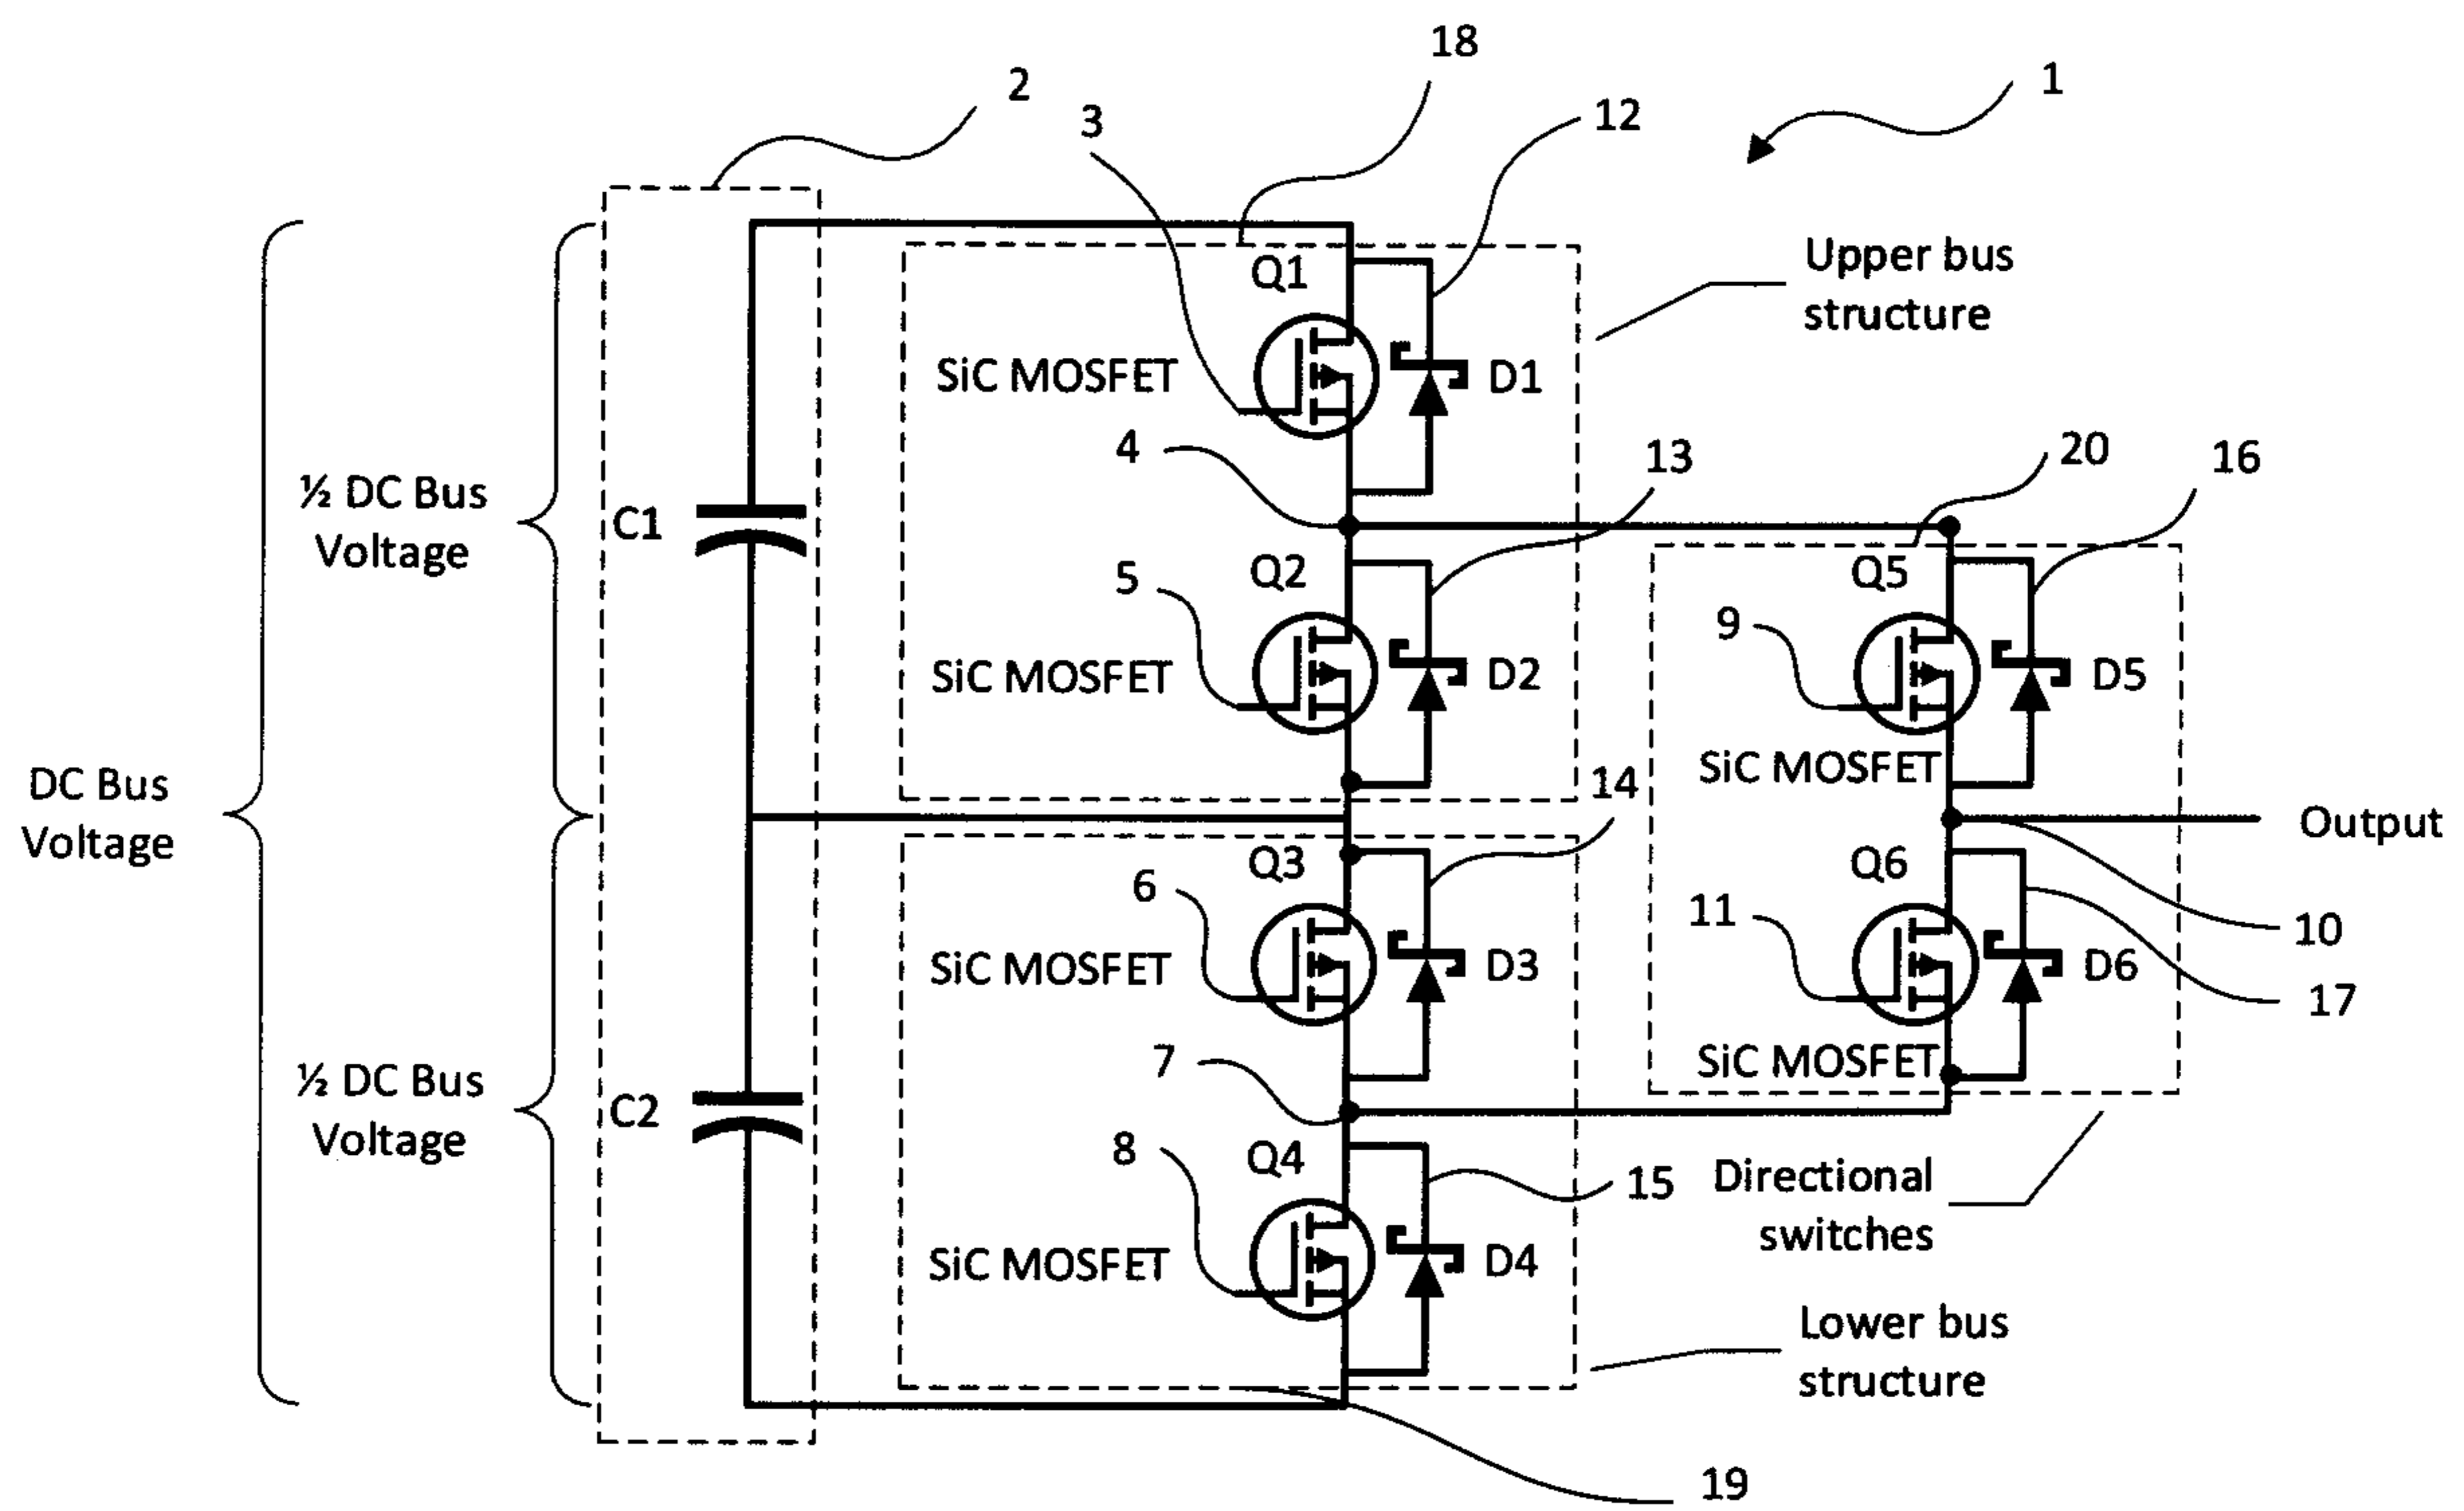 18
1
2
12
3
Upper bus
structure
Q1
SiC MOSFET
D1
4
13
20
16
½ DC Bus
Voltage
C1
Q2
Q5
5
9
SiC MOSFET
D2
D5
SiC MOSFET
14
DC Bus
Voltage
Output
Q3
Q6
6
11
10
SiC MOSFET
D3
D6
17
7
SiC MOSFET
½ DC Bus
Voltage
C2
8
Q4
15
Directional
switches
SiC MOSFET
D4
Lower bus
structure
19